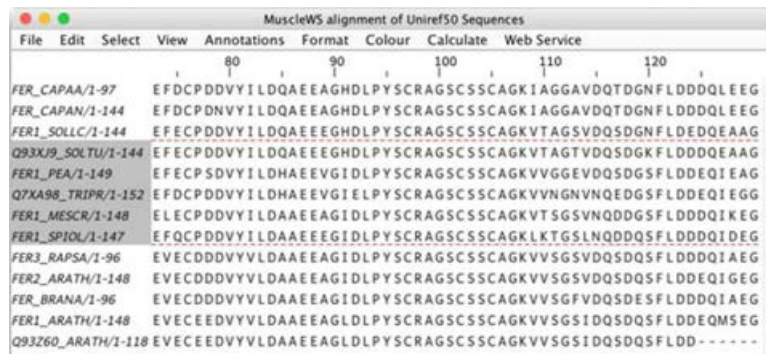 MuscleWS alignment of Uniref50 Sequences
File Edit Select View Annotations Format Colour Calculate Web Service
80 90 100 110 120
FER_CAPAA/1-97 EFDCPDDVYILDQAEEAGHDLPYSCRAGSCSSCAGKIAGGAVDQTDGNFLDDDQLEEG
FER_CAPAN/1-144 EFDCPDNVYILDQAEEAGHDLPYSCRAGSCSSCAGKIAGGAVDQTDGNFLDDDQLEEG
FER1_SOLLC/1-144 EFECPDDVYILDQAEEEGHDLPYSCRAGSCSSCAGKVTAGSVDQSDGNFLDEDQEAAG
Q93XJ9_SOLTU/1-144 EFECPDDVYILDQAEEEGHDLPYSCRAGSCSSCAGKVTAGTVDQSDGKFLDDDQEAAG
FER1_PEA/1-149 EFECPSDVYILDHAEEVGIDLPYSCRAGSCSSCAGKVVGGEVDQSDGSFLDDEQIEAG
Q7XA98_TRIPR/1-152 EFDCPDDVYILDHAEEVGIELPYSCRAGSCSSCAGKVVNGNVNQEDGSFLDDEQIEGG
FER1_MESCR/1-148 ELECPDDVYILDAAEEAGIDLPYSCRAGSCSSCAGKVTSGSVNQDDGSFLDDDQIKEG
FER1_SPIOL/1-147 EFQCPDDVYILDAAEEEGIDLPYSCRAGSCSSCAGKLKTGSLNQDDQSFLDDDQIDEG
FER3_RAPSA/1-96 EVECDDDVYVLDAAEEAGIDLPYSCRAGSCSSCAGKVVSGSVDQSDQSFLDDDQIAEG
FER2_ARATH/1-148 EVECDDDVYVLDAAEEAGIDLPYSCRAGSCSSCAGKVVSGSVDQSDQSFLDDEQIGEG
FER_BRANA/1-96 EVECDDDVYVLDAAEEAGIDLPYSCRAGSCSSCAGKVVSGFVDQSDESFLDDDQIAEG
FER1_ARATH/1-148 EVECEEDVYVLDAAEEAGLDLPYSCRAGSCSSCAGKVVSGSIDQSDQSFLDDEQMSEG
Q93Z60_ARATH/1-118 EVECEEDVYVLDAAEEAGLDLPYSCRAGSCSSCAGKVVSGSIDQSDQSFLDD------